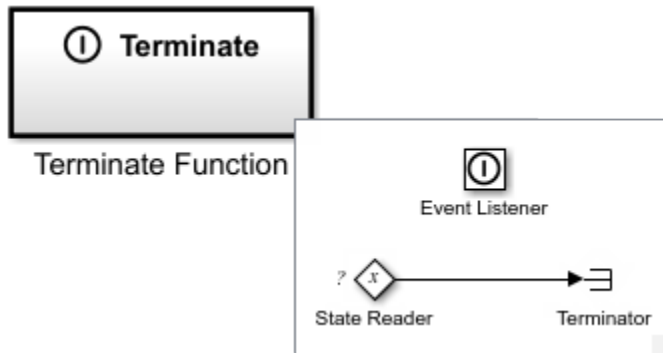 Terminate
Terminate Function
Event Listener
? x
State Reader
Terminator